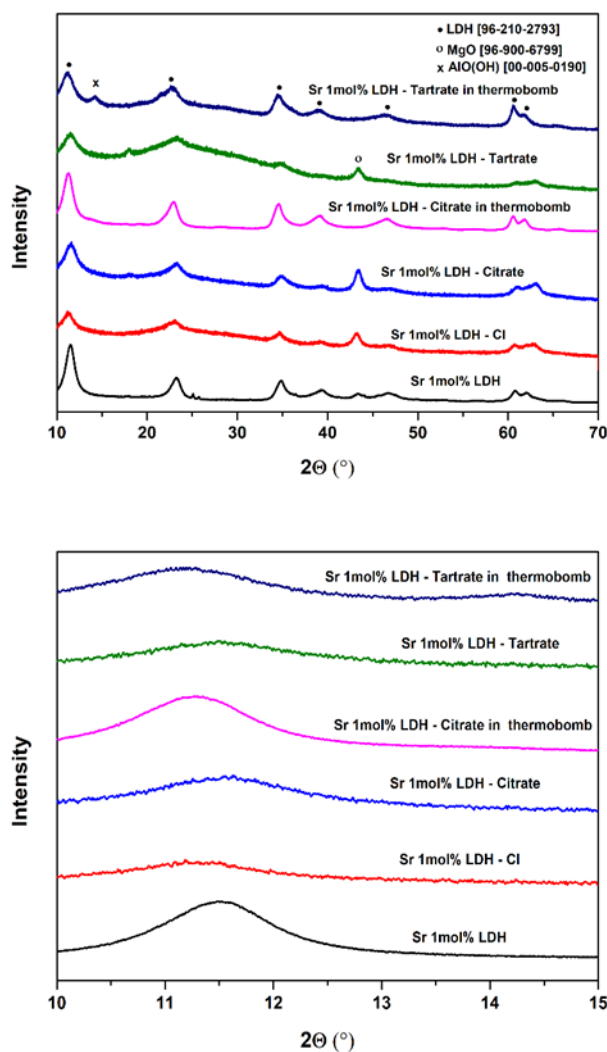 • LDH [96-210-2793]
o MgO [96-900-6799]
x AlO(OH) [00-005-0190]
Sr 1mol% LDH - Tartrate in thermobomb
Sr 1mol% LDH - Tartrate
Sr 1mol% LDH - Citrate in thermobomb
Sr 1mol% LDH - Citrate
Sr 1mol% LDH - Cl
Sr 1mol% LDH
Intensity
10 20 30 40 50 60 70
2Θ (°)
Sr 1mol% LDH - Tartrate in thermobomb
Sr 1mol% LDH - Tartrate
Sr 1mol% LDH - Citrate in thermobomb
Sr 1mol% LDH - Citrate
Sr 1mol% LDH - Cl
Sr 1mol% LDH
Intensity
10 11 12 13 14 15
2Θ (°)